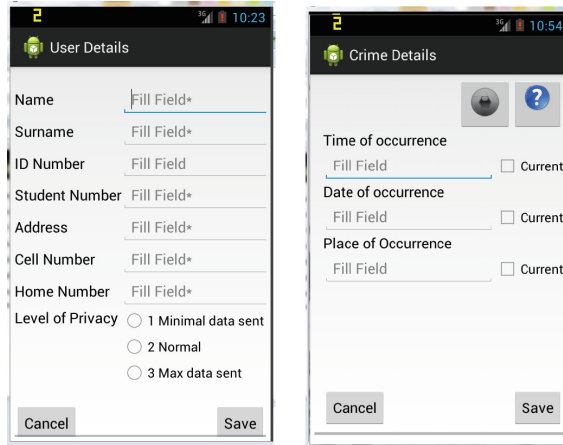 10:23
User Details
Name Fill Field*
Surname Fill Field*
ID Number Fill Field
Student Number Fill Field*
Address Fill Field*
Cell Number Fill Field*
Home Number Fill Field*
Level of Privacy 1 Minimal data sent
2 Normal
3 Max data sent
Cancel Save
10:54
Crime Details
?
Time of occurrence
Fill Field Current
Date of occurrence
Fill Field Current
Place of Occurrence
Fill Field Current
Cancel Save